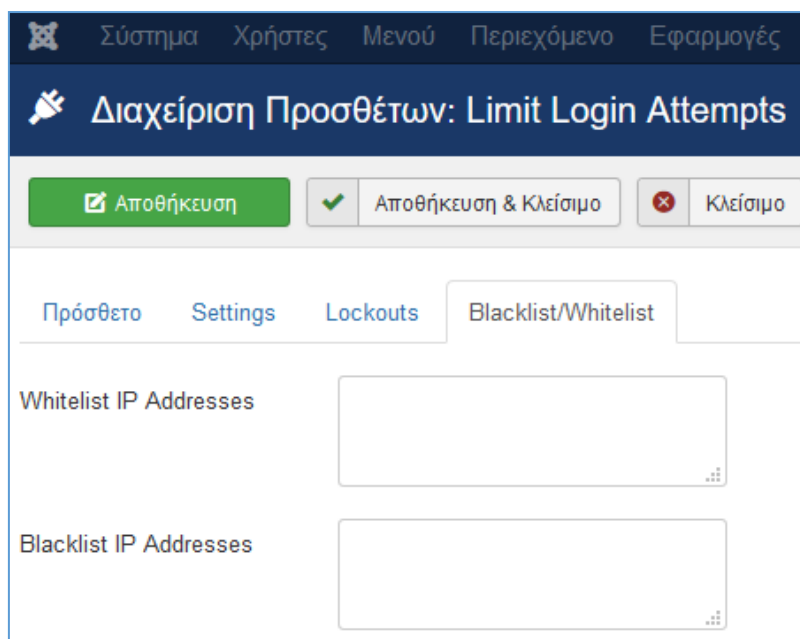 Σύστημα Χρήστες Μενού Περιεχόμενο Εφαρμογές
Διαχείριση Προσθέτων: Limit Login Attempts
Αποθήκευση Αποθήκευση & Κλείσιμο Κλείσιμο
Πρόσθετο Settings Lockouts Blacklist/Whitelist
Whitelist IP Addresses
Blacklist IP Addresses